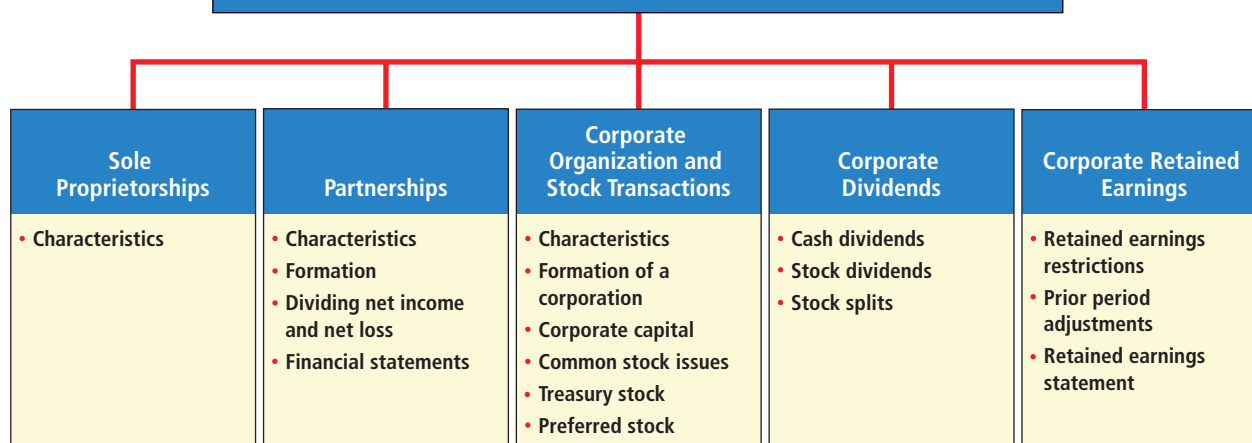 Sole
Proprietorships
• Characteristics
Partnerships
• Characteristics
• Formation
• Dividing net income
and net loss
• Financial statements
Corporate
Organization and
Stock Transactions
• Characteristics
• Formation of a
corporation
• Corporate capital
• Common stock issues
• Treasury stock
• Preferred stock
Corporate
Dividends
• Cash dividends
• Stock dividends
• Stock splits
Corporate Retained
Earnings
• Retained earnings
restrictions
• Prior period
adjustments
• Retained earnings
statement